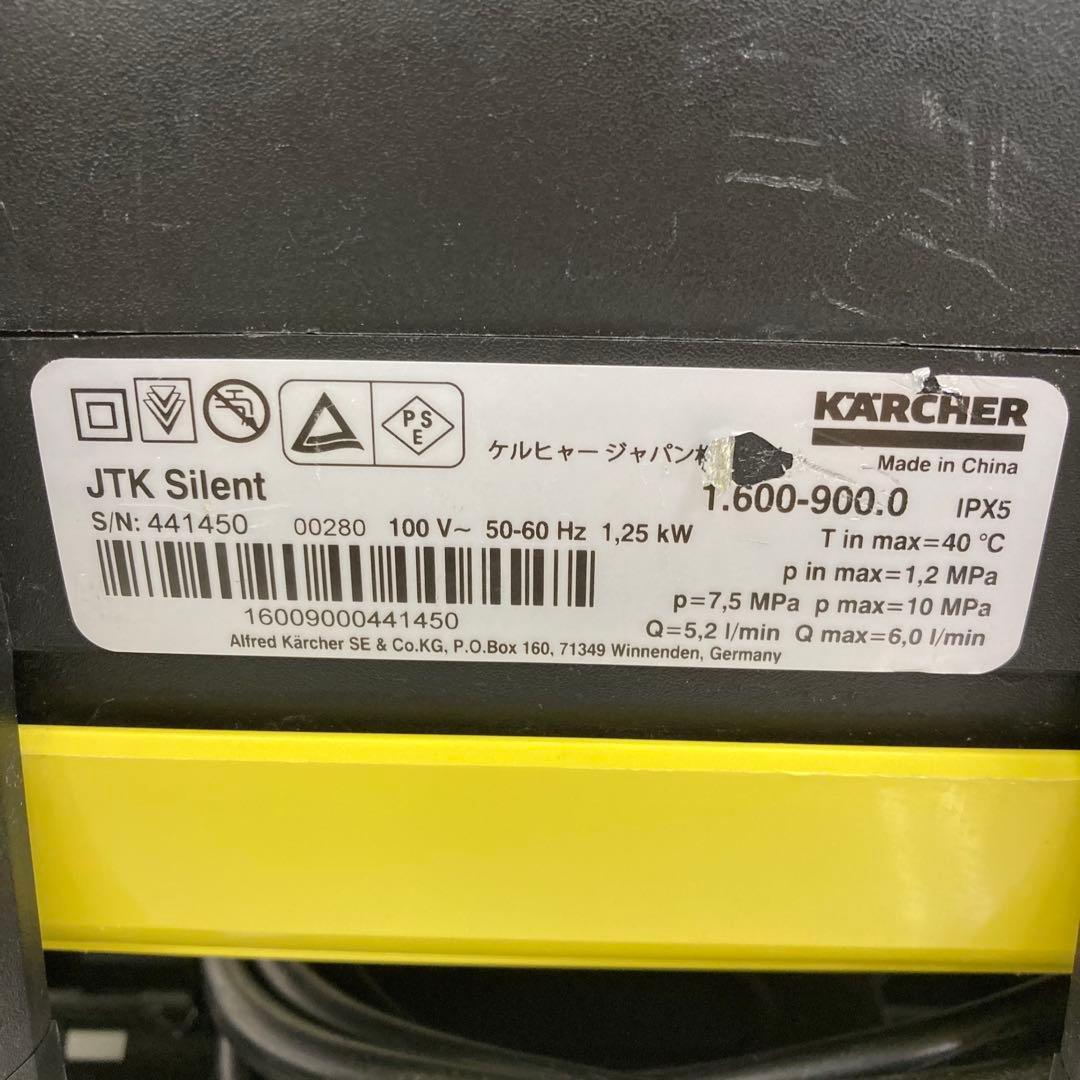 PS
E
KÄRCHER
ケルヒャー ジャパン
Made in China
JTK Silent
1.600-900.0 IPX5
S/N: 441450 00280 100 V~ 50-60 Hz 1,25 kW
T in max=40 °C
p in max=1,2 MPa
p=7,5 MPa p max=10 MPa
Q=5,2 l/min Q max=6,0 l/min
16009000441450
Alfred Kärcher SE & Co.KG, P.O.Box 160, 71349 Winnenden, Germany